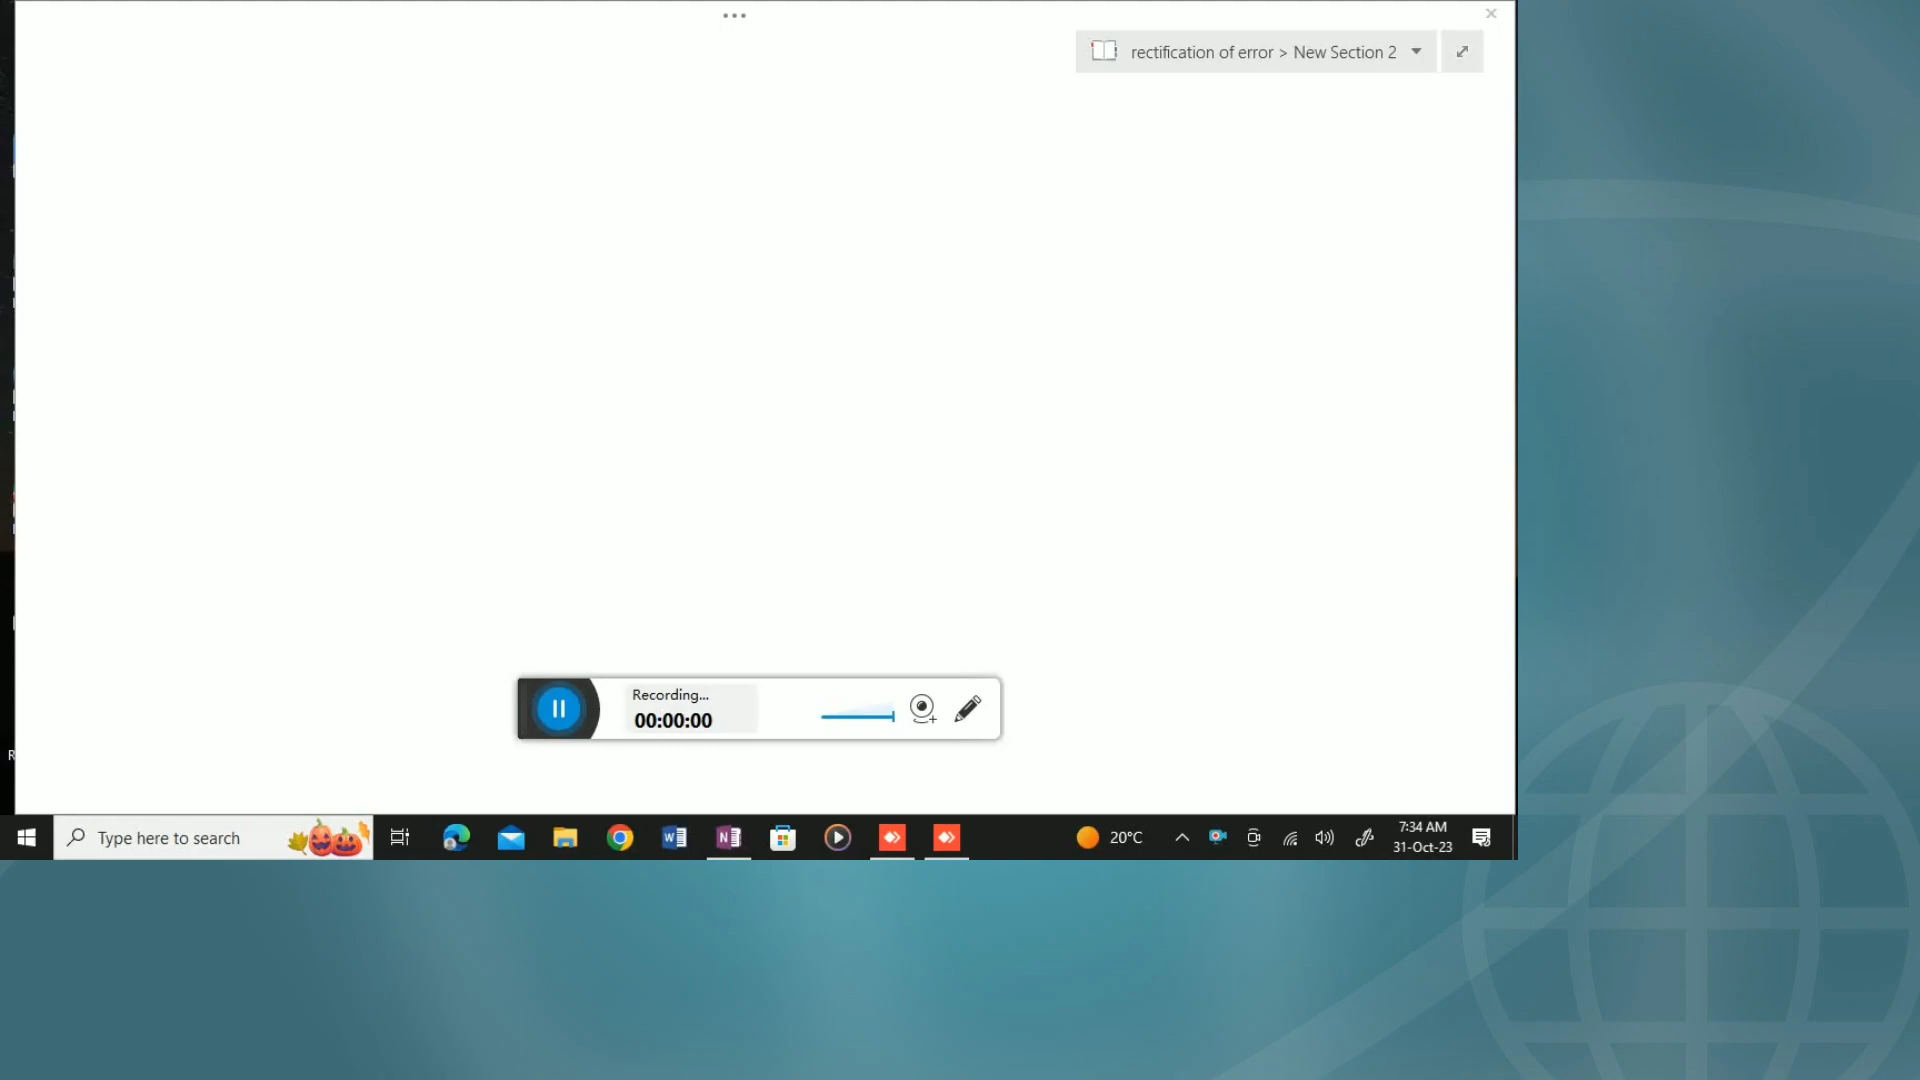 rectification of error > New Section 2
Recording...
00:00:00
R
Type here to search
20°C
7:34 AM
31-Oct-23